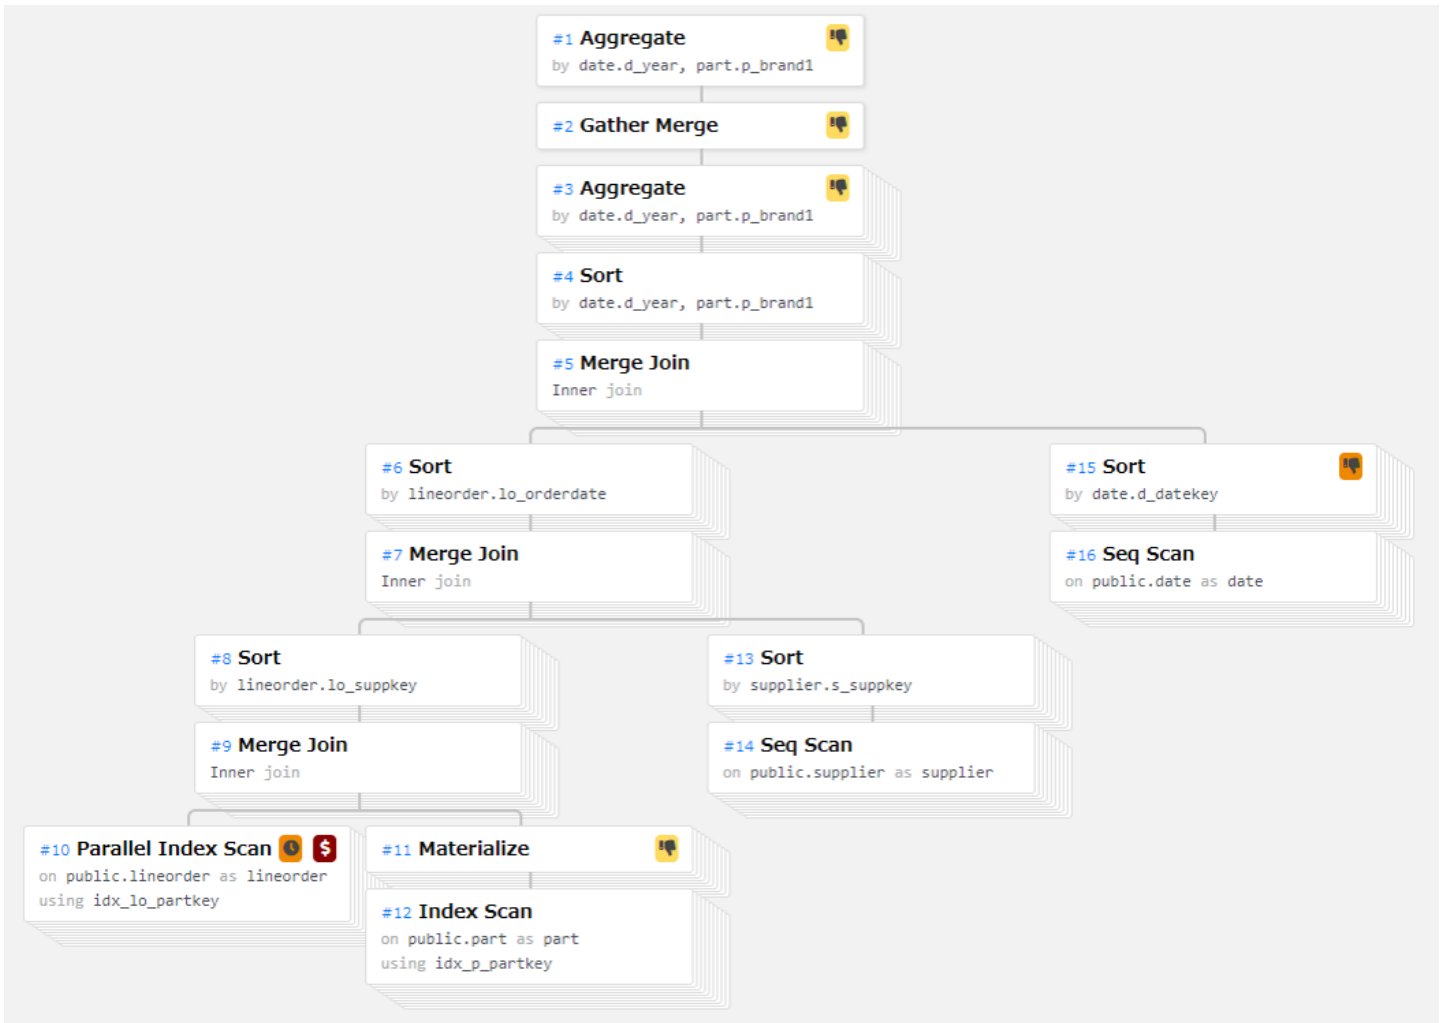 #1 Aggregate
by date.d_year, part.p_brand1
#2 Gather Merge
#3 Aggregate
by date.d_year, part.p_brand1
#4 Sort
by date.d_year, part.p_brand1
#5 Merge Join
Inner join
#6 Sort
by lineorder.lo_orderdate
#15 Sort
by date.d_datekey
#7 Merge Join
Inner join
#16 Seq Scan
on public.date as date
#8 Sort
by lineorder.lo_suppkey
#13 Sort
by supplier.s_suppkey
#9 Merge Join
Inner join
#14 Seq Scan
on public.supplier as supplier
#10 Parallel Index Scan $
on public.lineorder as lineorder
using idx_lo_partkey
#11 Materialize
#12 Index Scan
on public.part as part
using idx_p_partkey